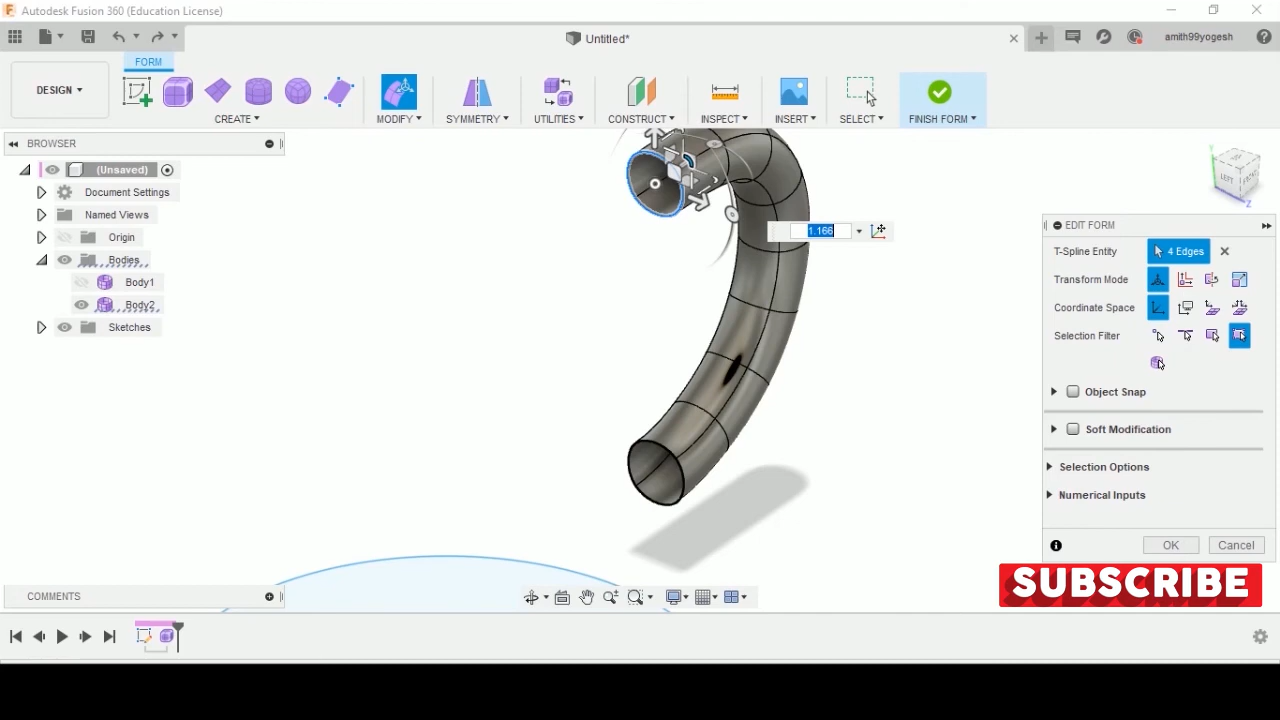 Autodesk Fusion 360 (Education License)
Untitled*
amith99yogesh
FORM
DESIGN
CREATE
MODIFY
SYMMETRY
UTILITIES
CONSTRUCT
INSPECT
INSERT
SELECT
FINISH FORM
BROWSER
(Unsaved)
Document Settings
Named Views
Origin
Bodies
Body1
Body2
Sketches
1.166
LEFT
FRONT
Z
EDIT FORM
T-Spline Entity
4 Edges
Transform Mode
Coordinate Space
Selection Filter
Object Snap
Soft Modification
Selection Options
Numerical Inputs
OK
Cancel
SUBSCRIBE
COMMENTS